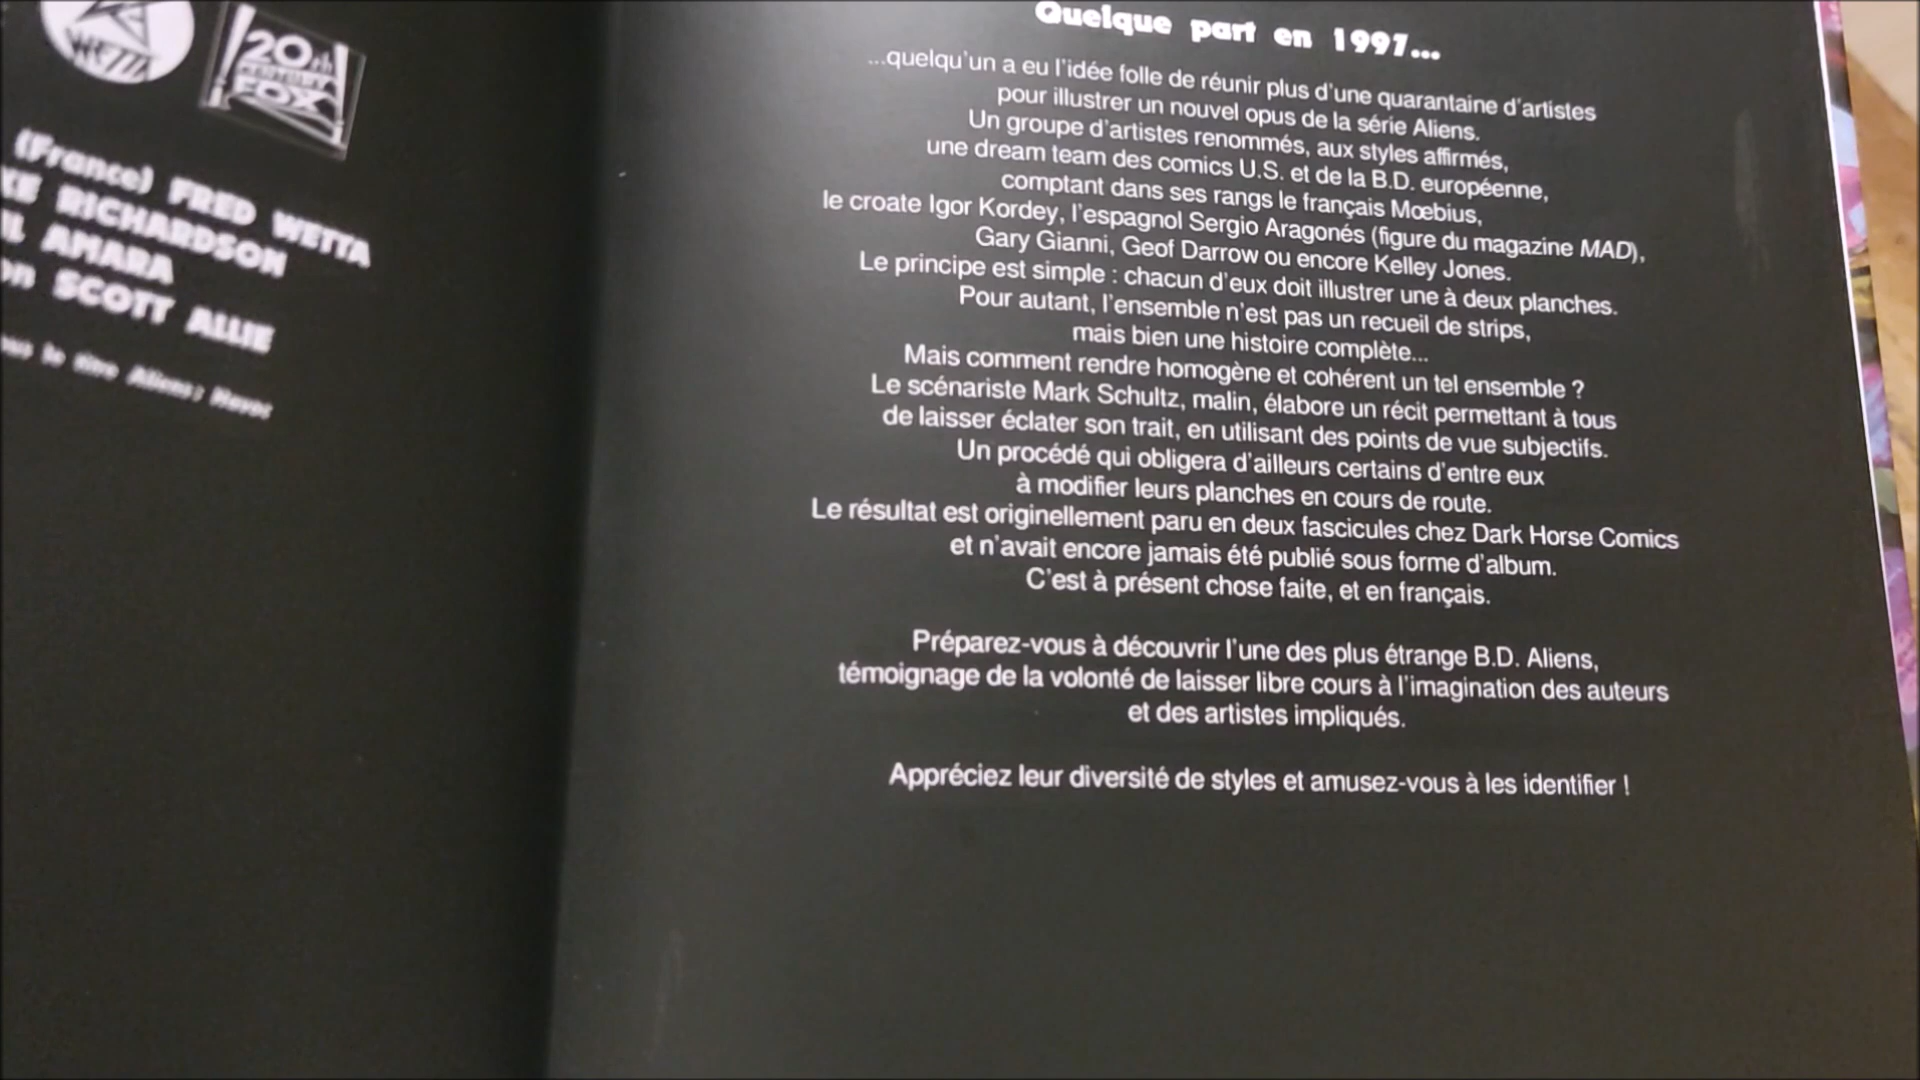 WETTA
20th
CENTURY
FOX
(France) FRED WETTA
KE RICHARDSON
L AMARA
on SCOTT ALLIE
le titre Aliens: Havoc
Quelque part en 1997...
...quelqu'un a eu l'idée folle de réunir plus d'une quarantaine d'artistes
pour illustrer un nouvel opus de la série Aliens.
Un groupe d'artistes renommés, aux styles affirmés,
une dream team des comics U.S. et de la B.D. européenne,
comptant dans ses rangs le français Mœbius,
le croate Igor Kordey, l'espagnol Sergio Aragonés (figure du magazine MAD),
Gary Gianni, Geof Darrow ou encore Kelley Jones.
Le principe est simple : chacun d'eux doit illustrer une à deux planches.
Pour autant, l'ensemble n'est pas un recueil de strips,
mais bien une histoire complète...
Mais comment rendre homogène et cohérent un tel ensemble ?
Le scénariste Mark Schultz, malin, élabore un récit permettant à tous
de laisser éclater son trait, en utilisant des points de vue subjectifs.
Un procédé qui obligera d'ailleurs certains d'entre eux
à modifier leurs planches en cours de route.
Le résultat est originellement paru en deux fascicules chez Dark Horse Comics
et n'avait encore jamais été publié sous forme d'album.
C'est à présent chose faite, et en français.
Préparez-vous à découvrir l'une des plus étrange B.D. Aliens,
témoignage de la volonté de laisser libre cours à l'imagination des auteurs
et des artistes impliqués.
Appréciez leur diversité de styles et amusez-vous à les identifier !